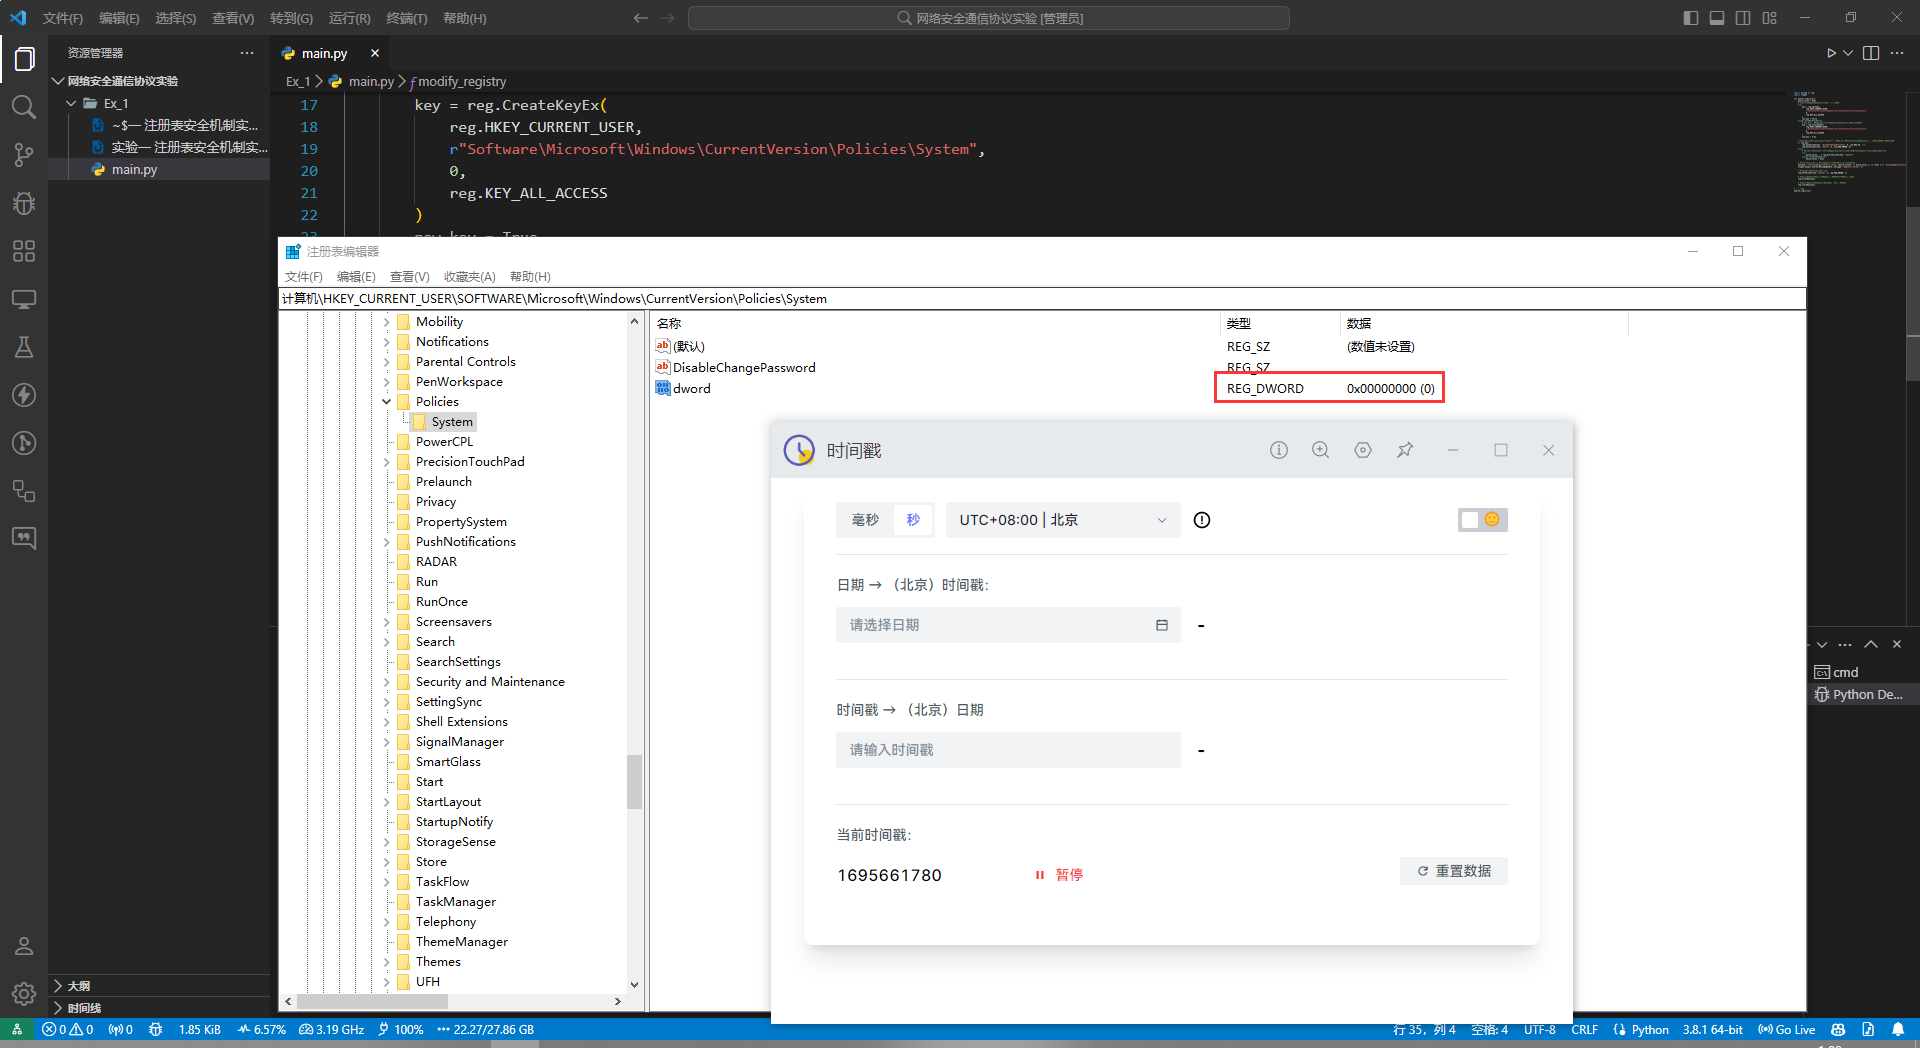 文件(F) 编辑(E) 选择(S) 查看(V) 转到(G) 运行(R) 终端(T) 帮助(H)
网络安全通信协议实验 [管理员]
资源管理器
网络安全通信协议实验
Ex_1
~$一 注册表安全机制实...
实验一 注册表安全机制实...
main.py
大纲
时间线
main.py
Ex_1 > main.py > modify_registry
17 key = reg.CreateKeyEx(
18 reg.HKEY_CURRENT_USER,
19 r"Software\Microsoft\Windows\CurrentVersion\Policies\System",
20 0,
21 reg.KEY_ALL_ACCESS
22 )
23 new_key = True
注册表编辑器
文件(F) 编辑(E) 查看(V) 收藏夹(A) 帮助(H)
计算机\HKEY_CURRENT_USER\SOFTWARE\Microsoft\Windows\CurrentVersion\Policies\System
Mobility
Notifications
Parental Controls
PenWorkspace
Policies
System
PowerCPL
PrecisionTouchPad
Prelaunch
Privacy
PropertySystem
PushNotifications
RADAR
Run
RunOnce
Screensavers
Search
SearchSettings
Security and Maintenance
SettingSync
Shell Extensions
SignalManager
SmartGlass
Start
StartLayout
StartupNotify
StorageSense
Store
TaskFlow
TaskManager
Telephony
ThemeManager
Themes
UFH
名称 类型 数据
(默认) REG_SZ (数值未设置)
DisableChangePassword REG_SZ
dword REG_DWORD 0x00000000 (0)
时间戳
毫秒 秒 UTC+08:00 | 北京
日期 → （北京）时间戳:
请选择日期 -
时间戳 → （北京）日期
请输入时间戳 -
当前时间戳:
1695661780 暂停 重置数据
cmd
Python De...
0 0 0 1.85 KiB 6.57% 3.19 GHz 100% 22.27/27.86 GB
行 35，列 4 空格: 4 UTF-8 CRLF Python 3.8.1 64-bit Go Live